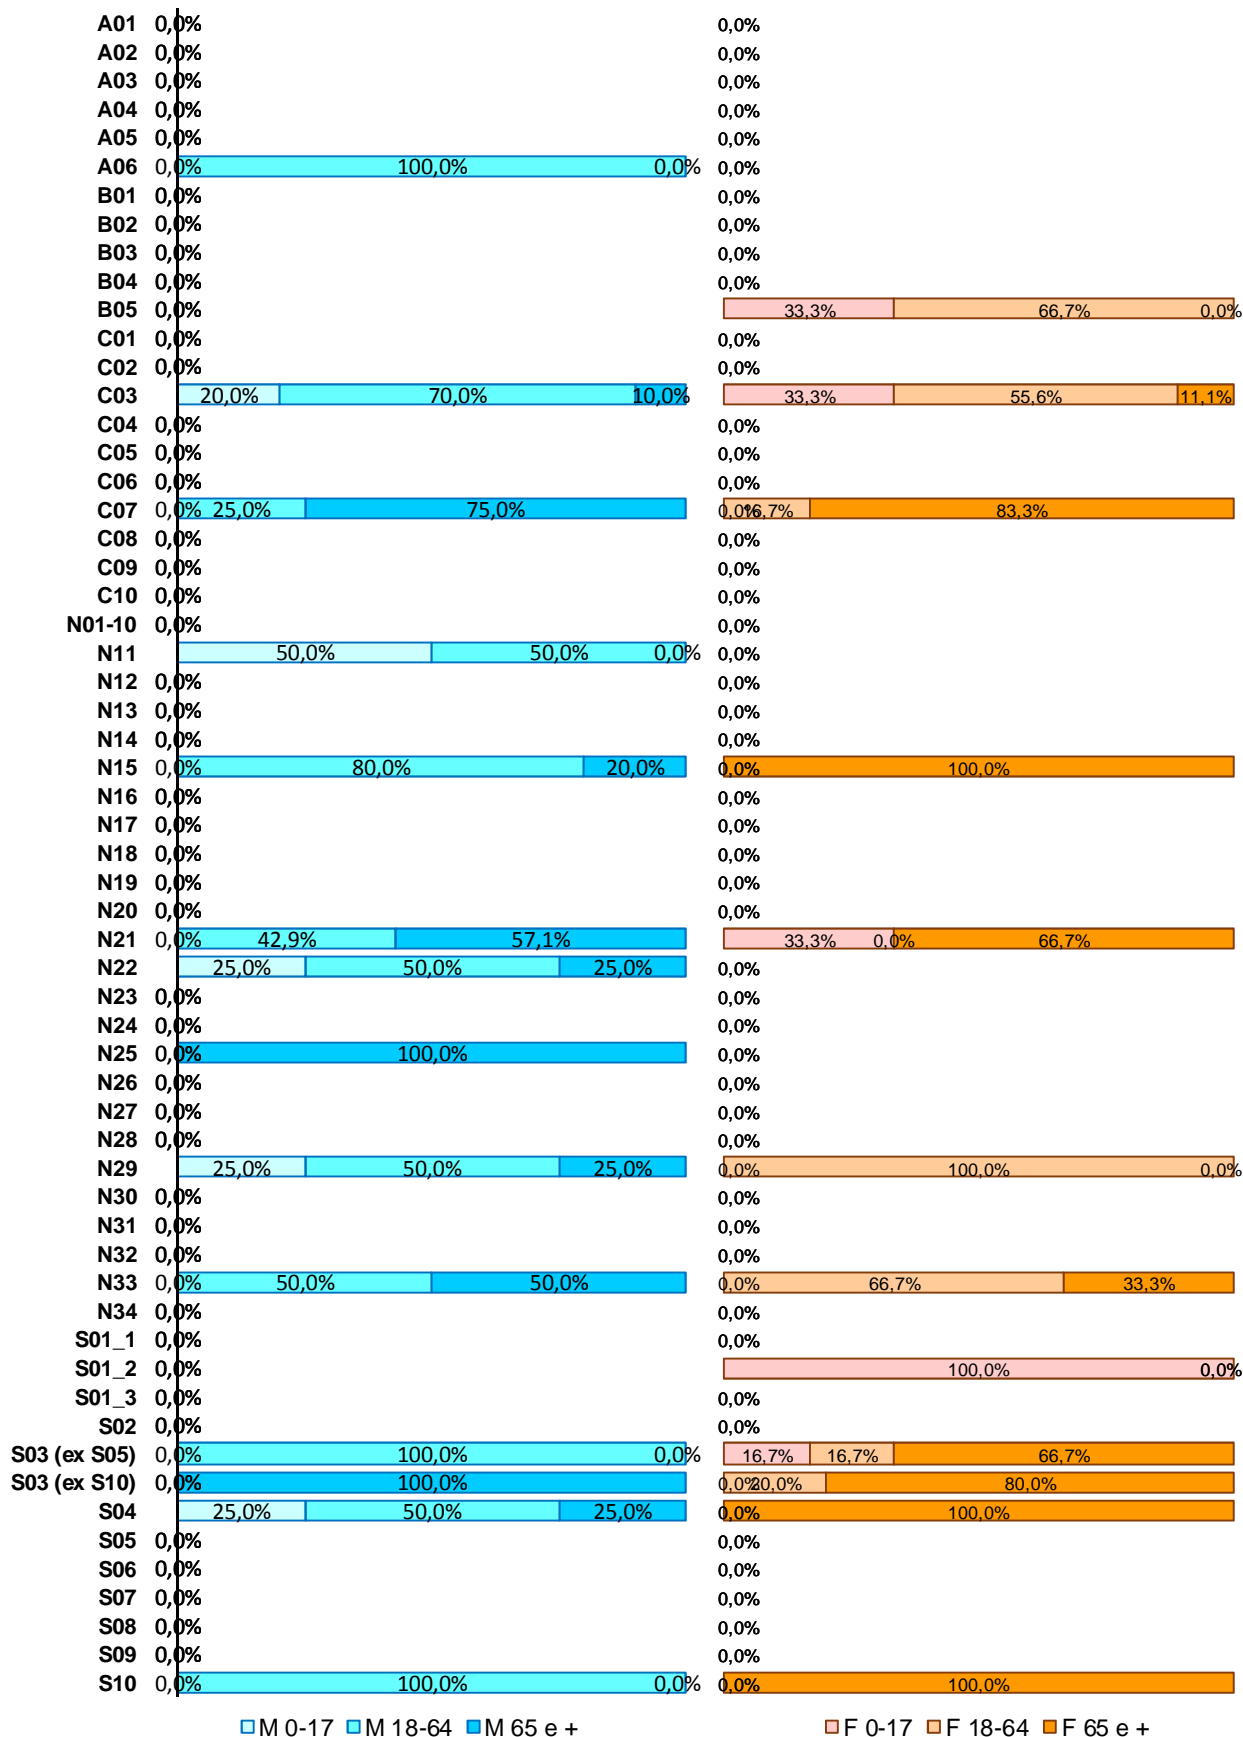 A01 0,0% 0,0%
A02 0,0% 0,0%
A03 0,0% 0,0%
A04 0,0% 0,0%
A05 0,0% 0,0%
A06 0,0% 100,0% 0,0% 0,0%
B01 0,0% 0,0%
B02 0,0% 0,0%
B03 0,0% 0,0%
B04 0,0% 0,0%
B05 0,0% 33,3% 66,7% 0,0%
C01 0,0% 0,0%
C02 0,0% 0,0%
C03 20,0% 70,0% 10,0% 33,3% 55,6% 11,1%
C04 0,0% 0,0%
C05 0,0% 0,0%
C06 0,0% 0,0%
C07 0,0% 25,0% 75,0% 0,0% 16,7% 83,3%
C08 0,0% 0,0%
C09 0,0% 0,0%
C10 0,0% 0,0%
N01-10 0,0% 0,0%
N11 50,0% 50,0% 0,0% 0,0%
N12 0,0% 0,0%
N13 0,0% 0,0%
N14 0,0% 0,0%
N15 0,0% 80,0% 20,0% 0,0% 100,0%
N16 0,0% 0,0%
N17 0,0% 0,0%
N18 0,0% 0,0%
N19 0,0% 0,0%
N20 0,0% 0,0%
N21 0,0% 42,9% 57,1% 33,3% 0,0% 66,7%
N22 25,0% 50,0% 25,0% 0,0%
N23 0,0% 0,0%
N24 0,0% 0,0%
N25 0,0% 100,0% 0,0%
N26 0,0% 0,0%
N27 0,0% 0,0%
N28 0,0% 0,0%
N29 25,0% 50,0% 25,0% 0,0% 100,0% 0,0%
N30 0,0% 0,0%
N31 0,0% 0,0%
N32 0,0% 0,0%
N33 0,0% 50,0% 50,0% 0,0% 66,7% 33,3%
N34 0,0% 0,0%
S01_1 0,0% 0,0%
S01_2 0,0% 100,0% 0,0%
S01_3 0,0% 0,0%
S02 0,0% 0,0%
S03 (ex S05) 0,0% 100,0% 0,0% 16,7% 16,7% 66,7%
S03 (ex S10) 0,0% 100,0% 0,0% 20,0% 80,0%
S04 25,0% 50,0% 25,0% 0,0% 100,0%
S05 0,0% 0,0%
S06 0,0% 0,0%
S07 0,0% 0,0%
S08 0,0% 0,0%
S09 0,0% 0,0%
S10 0,0% 100,0% 0,0% 0,0% 100,0%
M 0-17 M 18-64 M 65 e + F 0-17 F 18-64 F 65 e +